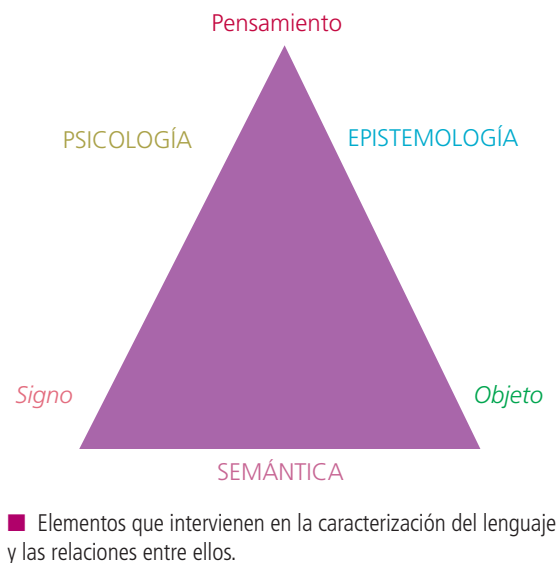 Pensamiento
PSICOLOGÍA
EPISTEMOLOGÍA
Signo
Objeto
SEMÁNTICA
Elementos que intervienen en la caracterización del lenguaje
y las relaciones entre ellos.